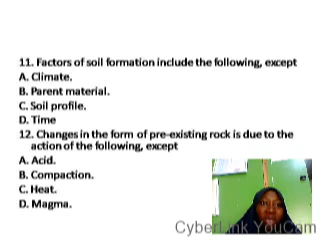 11. Factors of soil formation include the following, except
A. Climate.
B. Parent material.
C. Soil profile.
D. Time
12. Changes in the form of pre-existing rock is due to the
action of the following, except
A. Acid.
B. Compaction.
C. Heat.
D. Magma.
CyberLink YouCam